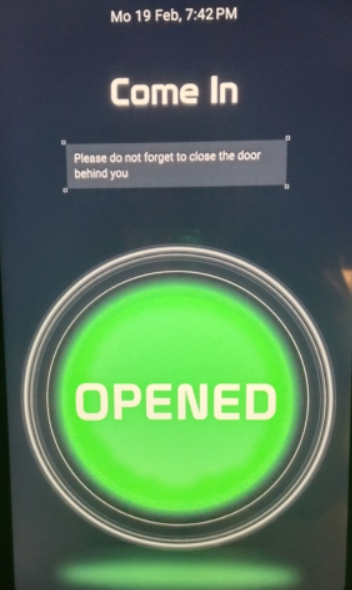 Mo 19 Feb, 7:42 PM
Come In
Please do not forget to close the door
behind you
OPENED